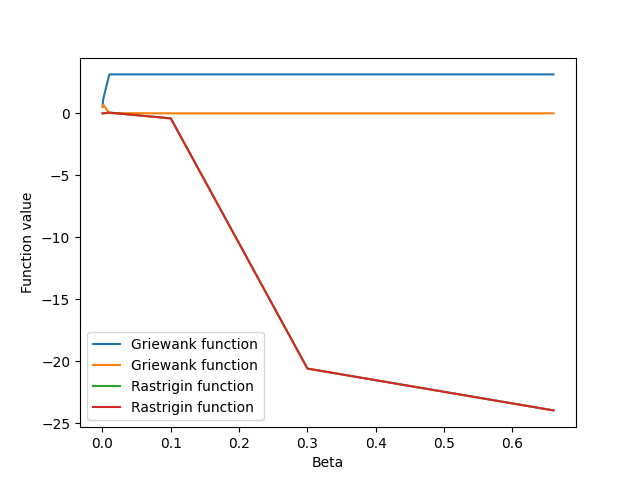 0
−5
−10
−15
−20
−25
Function value
Griewank function
Griewank function
Rastrigin function
Rastrigin function
0.0 0.1 0.2 0.3 0.4 0.5 0.6
Beta